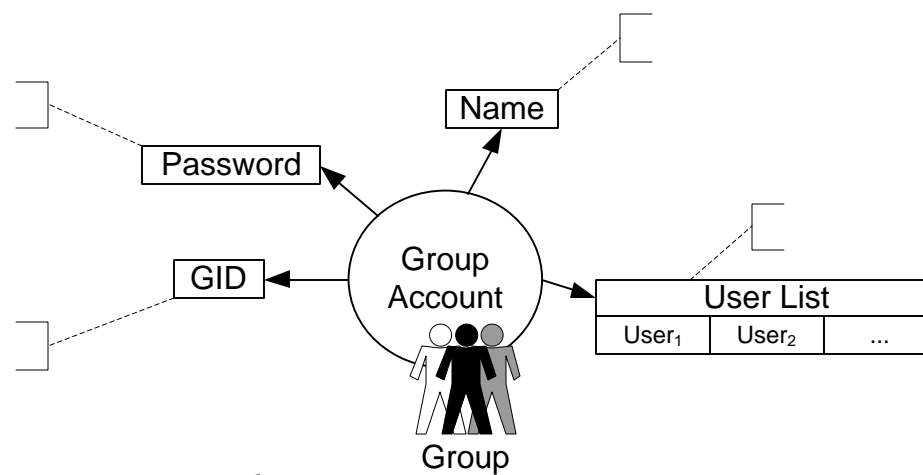 Name
Password
Group
Account
GID
User List
User₁ User₂ ...
Group